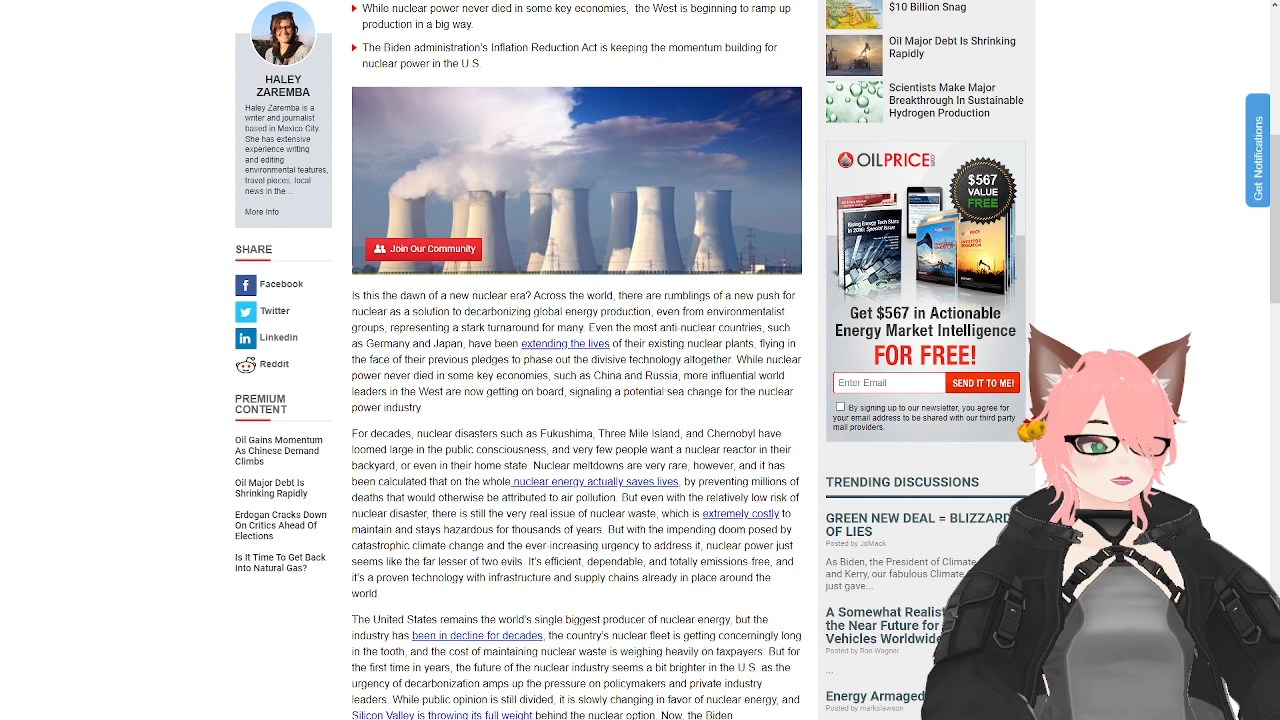 While nuclear power never died in some key economies, the West is beginning to ramp up
production in a big way.
The Biden administration's Inflation Reduction Act is keeping the momentum building for
nuclear power in the U.S.
HALEY
ZAREMBA
Haley Zaremba is a
writer and journalist
based in Mexico City.
She has extensive
experience writing
and editing
environmental features,
travel pieces, local
news in the...
More Info
SHARE
Facebook
Twitter
Linkedin
Reddit
PREMIUM
CONTENT
Oil Gains Momentum
As Chinese Demand
Climbs
Oil Major Debt Is
Shrinking Rapidly
Erdogan Cracks Down
On Critics Ahead Of
Elections
Is It Time To Get Back
Into Natural Gas?
Join Our Community
Is this the dawn of a new nuclear era? Across the world, there are rumblings of a new push for
nuclear as a solution to decarbonizing global energy production, even from environmentalist
groups, representing a stark turnaround for many. Even the most anti-nuclear countries, such
as Germany and Japan, have been extending the lives of their existing nuclear plants, flying in
the face of their previous pledges to phase out the divisive technology altogether. While nuclear
power never died in some key economies, such as China and Russia, more influential world
leaders in the West are now getting on board, signaling a potential sea change for the nuclear
power industry.
For decades, nuclear disasters such as Fukushima, Three Mile Island, and Chernobyl have
loomed large in the public consciousness, and very few people want a nuclear reactor in their
backyard, or even in their home state. Nuclear meltdowns are very rare, however, and it has
been calculated that on the whole nuclear energy actually saves lives, by preventing millions of
deaths that would otherwise be attributed to air pollution. But even with the relatively low risk of
nuclear disaster, there is still the very real issue of nuclear waste, which is extremely costly to
maintain and stays hazardous for thousands of years. But with the impending doom posed by
catastrophic climate change and the ever-increasing urgency to address it, nuclear power just
seems like the far lesser of two evils. It's efficient, dependable, and totally emissions-free, and
it's a proven technology with infrastructure and supply chains already in place around the
world.
The United States remains the world's single biggest producer of nuclear energy, but the
industry has been in decline for decades, the country's nuclear fleet is getting concerningly long
in the tooth, and the cost of maintaining nuclear waste is weighing heavily on taxpayers. But for
the first time in years, the future of the nuclear industry seems a bit brighter in the U.S. as the
urgency of decarbonization amps up the pressure on policymakers and private industry
leaders. While public opinion is still divided, it is slowly changing in favor of nuclear energy, and
Silicon Valley is throwing its full weight behind the nuclear option. Now, the Biden
$10 Billion Snag
Oil Major Debt Is Shrinking
Rapidly
Scientists Make Major
Breakthrough In Sustainable
Hydrogen Production
OILPRICE.COM
$567
VALUE
FREE
Get $567 in Actionable
Energy Market Intelligence
FOR FREE!
Enter Email
SEND IT TO ME!
By signing up to our newsletter, you agree for
your email address to be shared with our third party
mail providers.
TRENDING DISCUSSIONS
GREEN NEW DEAL = BLIZZARD
OF LIES
Posted by JoMack
As Biden, the President of Climate
and Kerry, our fabulous Climate
just gave...
A Somewhat Realist
the Near Future for
Vehicles Worldwide
Posted by Ron Wagner
...
Energy Armaged
Posted by markslawson
Get Notifications